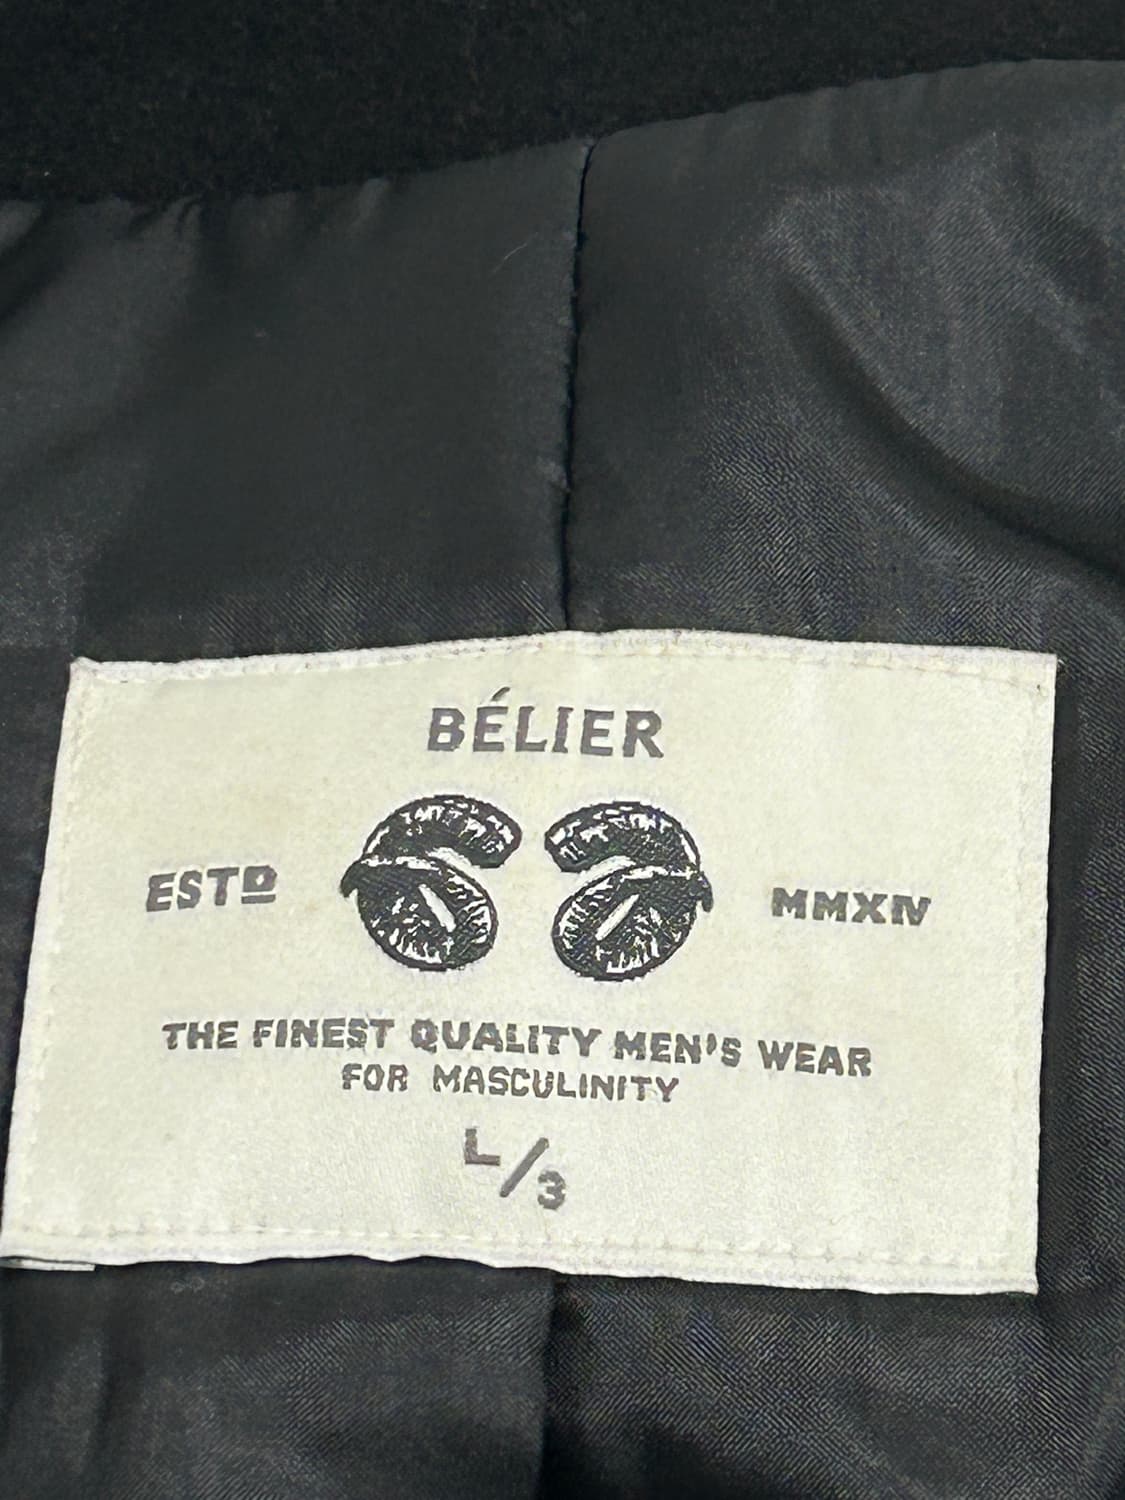 BÉLIER
ESTD MMXIV
THE FINEST QUALITY MEN'S WEAR
FOR MASCULINITY
L/3